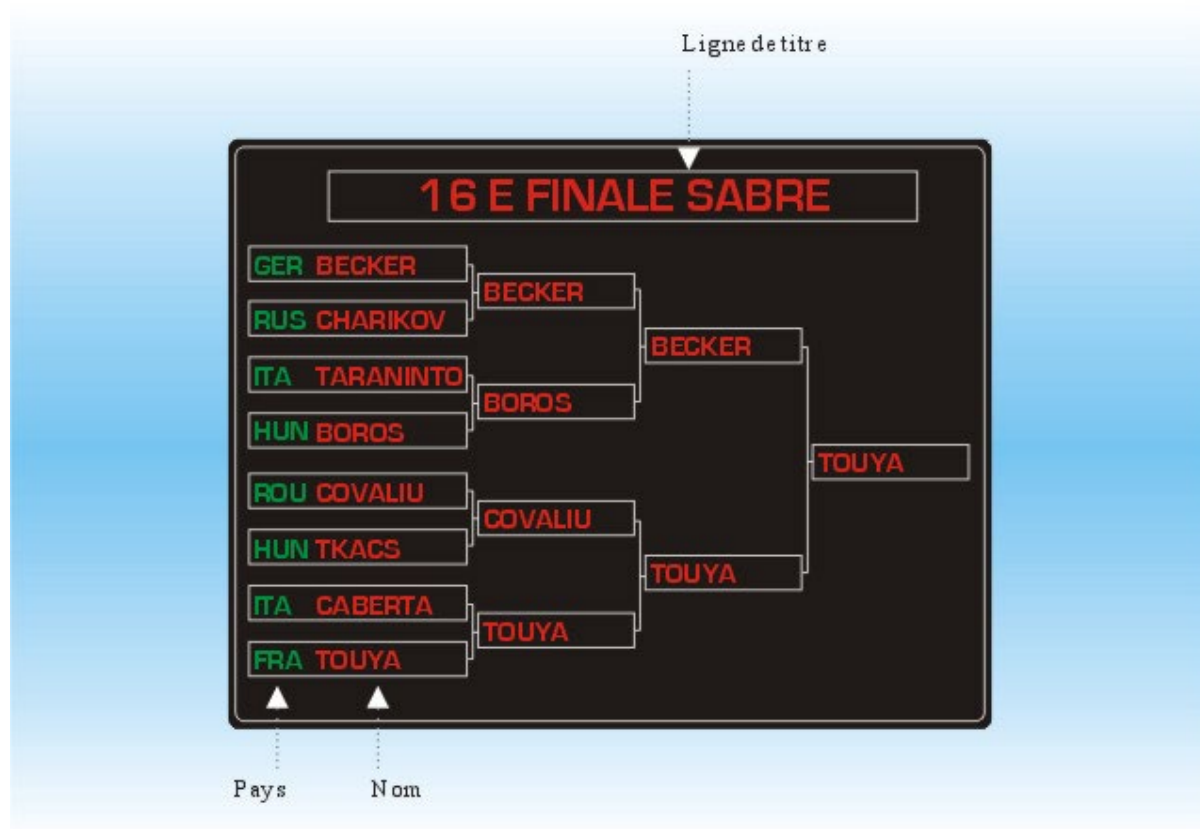 Ligne de titre
16 E FINALE SABRE
GER BECKER
RUS CHARIKOV
ITA TARANINTO
HUN BOROS
ROU COVALIU
HUN TKACS
ITA CABERTA
FRA TOUYA
BECKER
BOROS
COVALIU
TOUYA
BECKER
TOUYA
TOUYA
Pays Nom